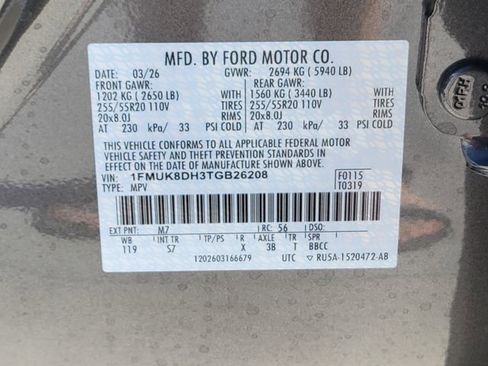 MFD. BY FORD MOTOR CO.
DATE: 03/26 GVWR: 2694 KG ( 5940 LB)
FRONT GAWR: REAR GAWR:
1202 KG ( 2650 LB) 1560 KG ( 3440 LB)
255/55R20 110V TIRES 255/55R20 110V TIRES
20x8.0J RIMS 20x8.0J RIMS
AT 230 kPa/ 33 PSI COLD AT 230 kPa/ 33 PSI COLD
THIS VEHICLE CONFORMS TO ALL APPLICABLE FEDERAL MOTOR
VEHICLE SAFETY, BUMPER, AND THEFT PREVENTION STANDARDS IN
EFFECT ON THE DATE OF MANUFACTURE SHOWN ABOVE.
VIN: 1FMUK8DH3TGB26208 F0115
TYPE: MPV T0319
EXT PNT: M7 RC: 56 DSO:
WB INT TR TP/PS R AXLE TR SPR
119 S7 X 3B T BBCC
1202603166679 UTC ▽ RU5A-1520472-AB